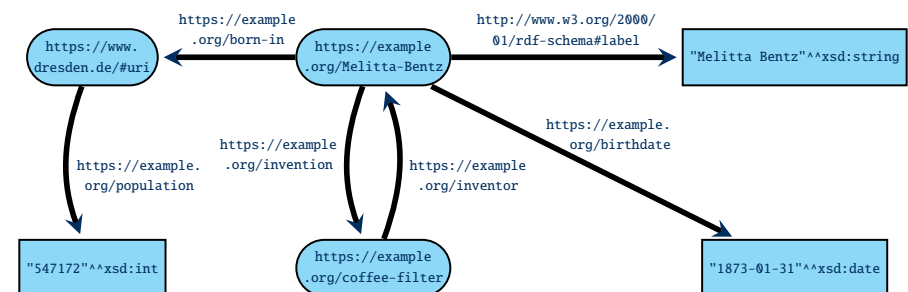 https://example
.org/born-in
http://www.w3.org/2000/
01/rdf-schema#label
https://www.
dresden.de/#uri
https://example
.org/Melitta-Bentz
"Melitta Bentz"^^xsd:string
https://example.
org/population
https://example
.org/invention
https://example
.org/inventor
https://example.
org/birthdate
"547172"^^xsd:int
https://example
.org/coffee-filter
"1873-01-31"^^xsd:date